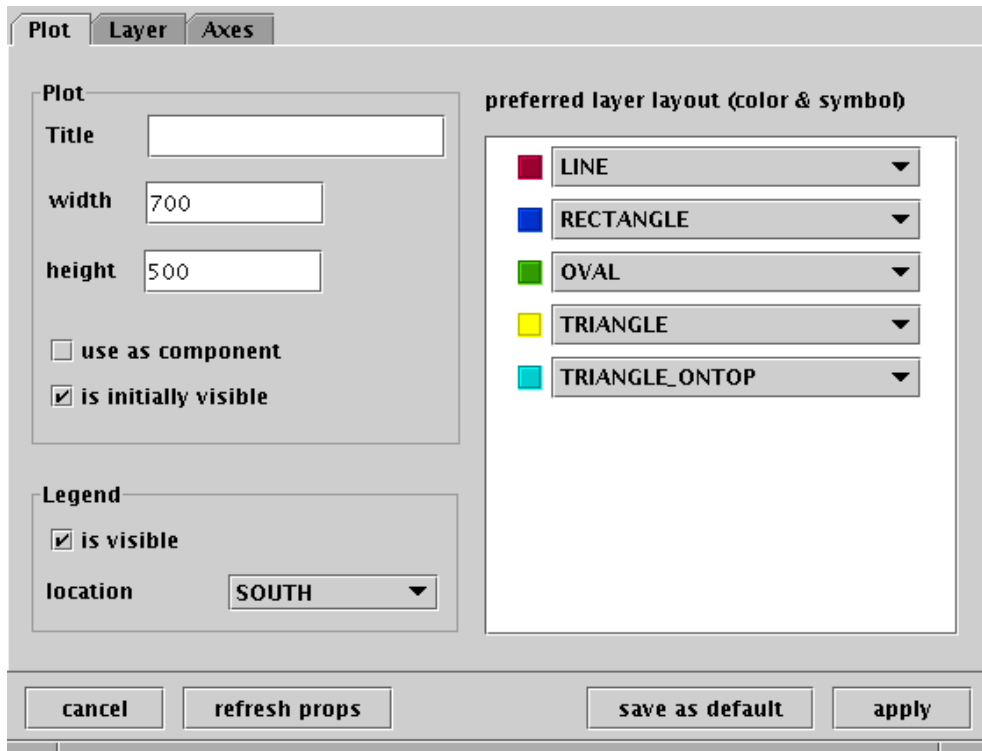 Plot Layer Axes
Plot
Title
width 700
height 500
use as component
is initially visible
Legend
is visible
location SOUTH
preferred layer layout (color & symbol)
LINE
RECTANGLE
OVAL
TRIANGLE
TRIANGLE_ONTOP
cancel refresh props save as default apply